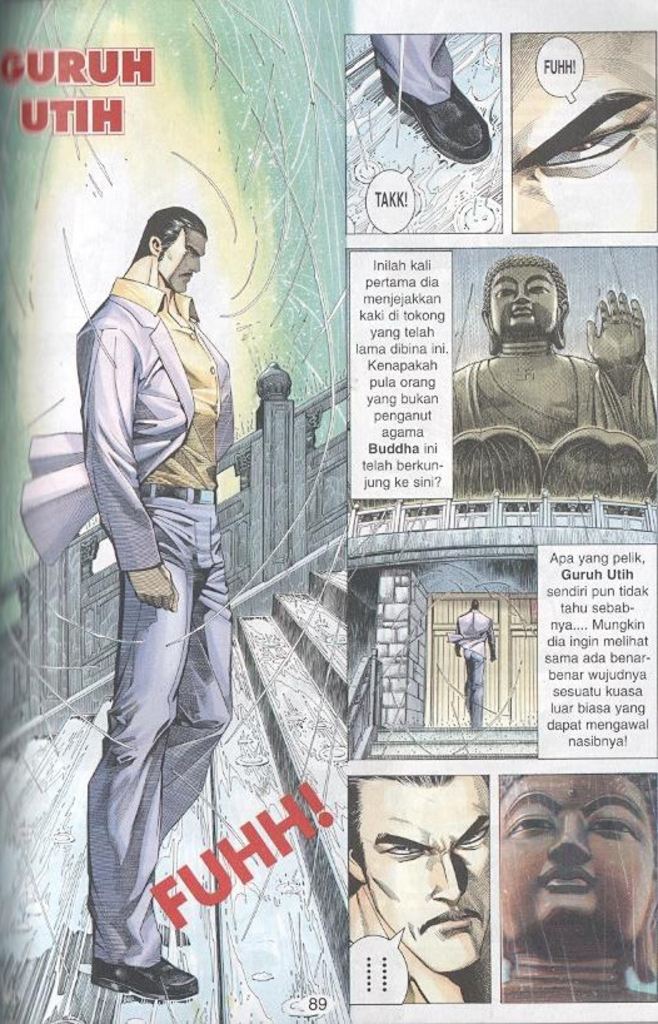 GURUH
UTIH
FUHH!
TAKK!
FUHH!
Inilah kali
pertama dia
menjejakkan
kaki di tokong
yang telah
lama dibina ini.
Kenapakah
pula orang
yang bukan
penganut
agama
Buddha ini
telah berkun-
jung ke sini?
Apa yang pelik,
Guruh Utih
sendiri pun tidak
tahu sebab-
nya.... Mungkin
dia ingin melihat
sama ada benar-
benar wujudnya
sesuatu kuasa
luar biasa yang
dapat mengawal
nasibnya!
89